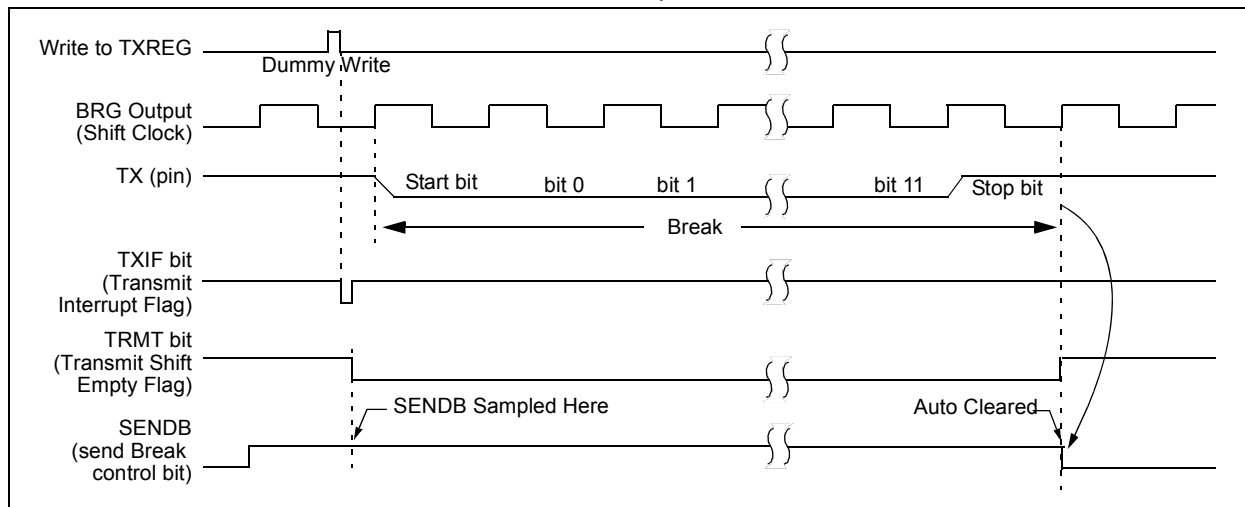 Write to TXREG
Dummy Write
BRG Output
(Shift Clock)
TX (pin)
Start bit
bit 0
bit 1
bit 11
Stop bit
Break
TXIF bit
(Transmit
Interrupt Flag)
TRMT bit
(Transmit Shift
Empty Flag)
SENDB Sampled Here
Auto Cleared
SENDB
(send Break
control bit)